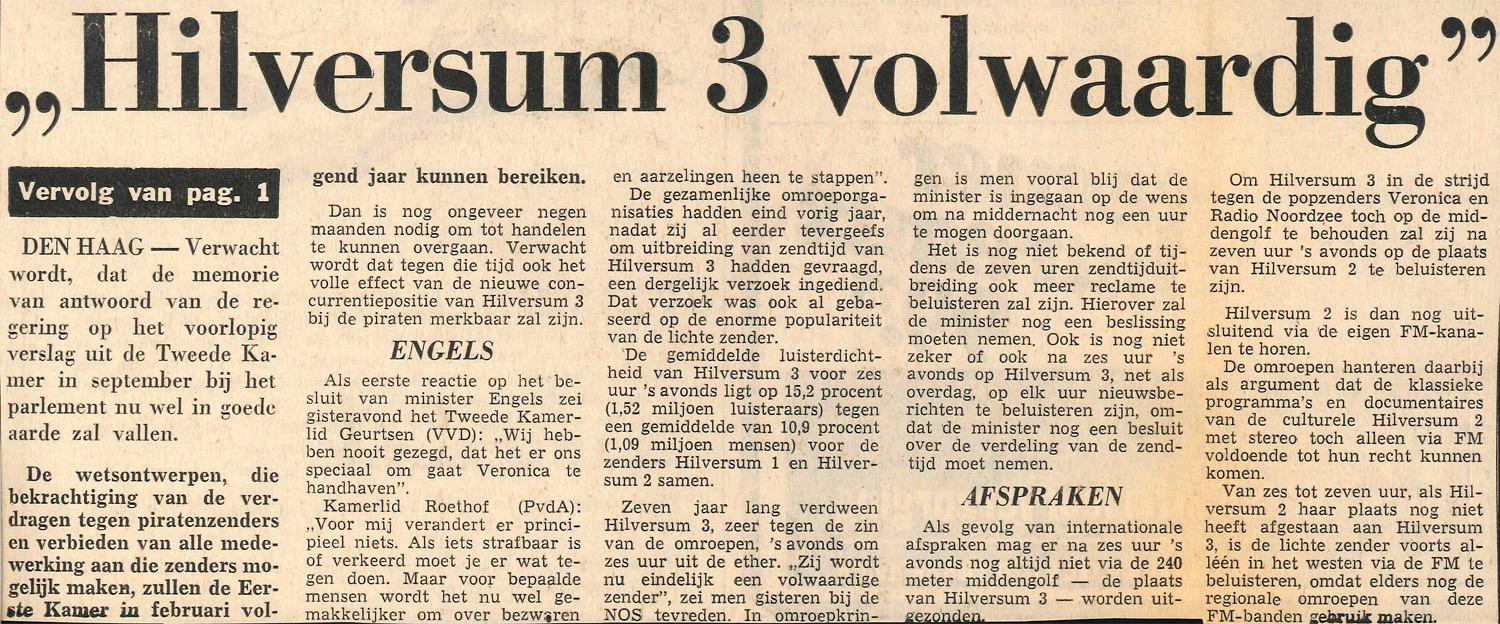 „Hilversum 3 volwaardig”
Vervolg van pag. 1
DEN HAAG — Verwacht
wordt, dat de memorie
van antwoord van de re-
gering op het voorlopig
verslag uit de Tweede Ka-
mer in september bij het
parlement nu wel in goede
aarde zal vallen.
De wetsontwerpen, die
bekrachtiging van de ver-
dragen tegen piratenzenders
en verbieden van alle mede-
werking aan die zenders mo-
gelijk maken, zullen de Eer-
ste Kamer in februari vol-
gend jaar kunnen bereiken.
Dan is nog ongeveer negen
maanden nodig om tot handelen
te kunnen overgaan. Verwacht
wordt dat tegen die tijd ook het
volle effect van de nieuwe con-
currentiepositie van Hilversum 3
bij de piraten merkbaar zal zijn.
ENGELS
Als eerste reactie op het be-
sluit van minister Engels zei
gisteravond het Tweede Kamer-
lid Geurtsen (VVD): „Wij heb-
ben nooit gezegd, dat het er ons
speciaal om gaat Veronica te
handhaven”.
Kamerlid Roethof (PvdA):
„Voor mij verandert er princi-
pieel niets. Als iets strafbaar is
of verkeerd moet je er wat te-
gen doen. Maar voor bepaalde
mensen wordt het nu wel ge-
makkelijker om over bezwaren
en aarzelingen heen te stappen”.
De gezamenlijke omroeporga-
nisaties hadden eind vorig jaar,
nadat zij al eerder tevergeefs
om uitbreiding van zendtijd van
Hilversum 3 hadden gevraagd,
een dergelijk verzoek ingediend.
Dat verzoek was ook al geba-
seerd op de enorme populariteit
van de lichte zender.
De gemiddelde luisterdicht-
heid van Hilversum 3 voor zes
uur 's avonds ligt op 15,2 procent
(1,52 miljoen luisteraars) tegen
een gemiddelde van 10,9 procent
(1,09 miljoen mensen) voor de
zenders Hilversum 1 en Hilver-
sum 2 samen.
Zeven jaar lang verdween
Hilversum 3, zeer tegen de zin
van de omroepen, 's avonds om
zes uur uit de ether. „Zij wordt
nu eindelijk een volwaardige
zender”, zei men gisteren bij de
NOS tevreden. In omroepkrin-
gen is men vooral blij dat de
minister is ingegaan op de wens
om na middernacht nog een uur
te mogen doorgaan.
Het is nog niet bekend of tij-
dens de zeven uren zendtijduit-
breiding ook meer reclame te
beluisteren zal zijn. Hierover zal
de minister nog een beslissing
moeten nemen. Ook is nog niet
zeker of ook na zes uur 's
avonds op Hilversum 3, net als
overdag, op elk uur nieuwsbe-
richten te beluisteren zijn, om-
dat de minister nog een besluit
over de verdeling van de zend-
tijd moet nemen.
AFSPRAKEN
Als gevolg van internationale
afspraken mag er na zes uur 's
avonds nog altijd niet via de 240
meter middengolf — de plaats
van Hilversum 3 — worden uit-
gezonden.
Om Hilversum 3 in de strijd
tegen de popzenders Veronica en
Radio Noordzee toch op de mid-
dengolf te behouden zal zij na
zeven uur 's avonds op de plaats
van Hilversum 2 te beluisteren
zijn.
Hilversum 2 is dan nog uit-
sluitend via de eigen FM-kana-
len te horen.
De omroepen hanteren daarbij
als argument dat de klassieke
programma's en documentaires
van de culturele Hilversum 2
met stereo toch alleen via FM
voldoende tot hun recht kunnen
komen.
Van zes tot zeven uur, als Hil-
versum 2 haar plaats nog niet
heeft afgestaan aan Hilversum
3, is de lichte zender voorts al-
léén in het westen via de FM te
beluisteren, omdat elders nog de
regionale omroepen van deze
FM-banden gebruik maken.